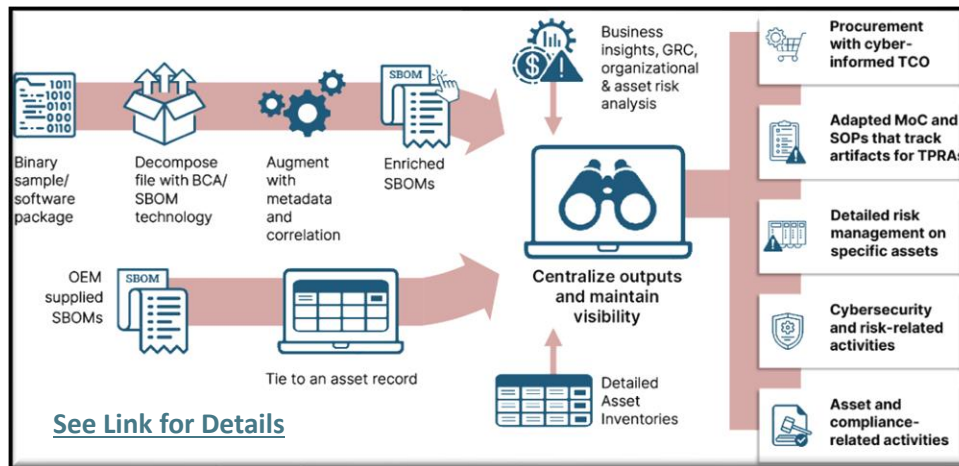 1011
1010
0101
000
0110
Binary
sample/
software
package
Decompose
file with BCA/
SBOM
technology
Augment
with
metadata
and
correlation
SBOM
Enriched
SBOMs
Business
insights, GRC,
organizational
& asset risk
analysis
OEM
supplied
SBOMs
SBOM
Tie to an asset record
Centralize outputs
and maintain
visibility
Detailed
Asset
Inventories
Procurement
with cyber-
informed TCO
Adapted MoC and
SOPs that track
artifacts for TPRAs
Detailed risk
management on
specific assets
Cybersecurity
and risk-related
activities
Asset and
compliance-
related activities
See Link for Details